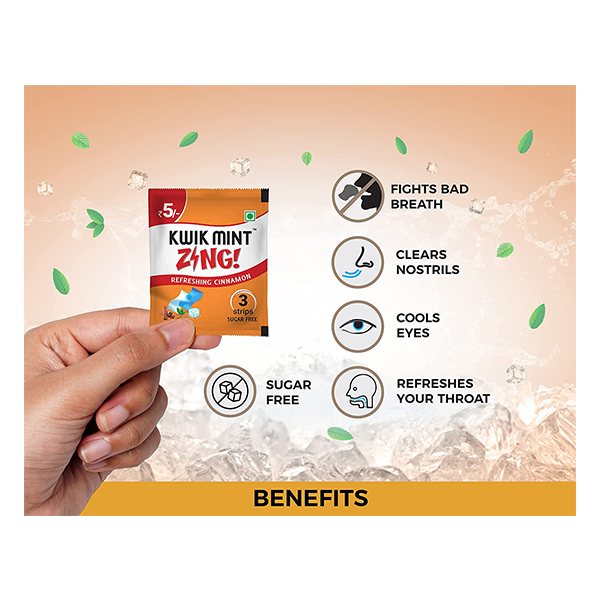 ₹5/-
KWIK MINT™
ZING!
REFRESHING CINNAMON
3
strips
SUGAR FREE
FIGHTS BAD
BREATH
CLEARS
NOSTRILS
COOLS
EYES
SUGAR
FREE
REFRESHES
YOUR THROAT
BENEFITS